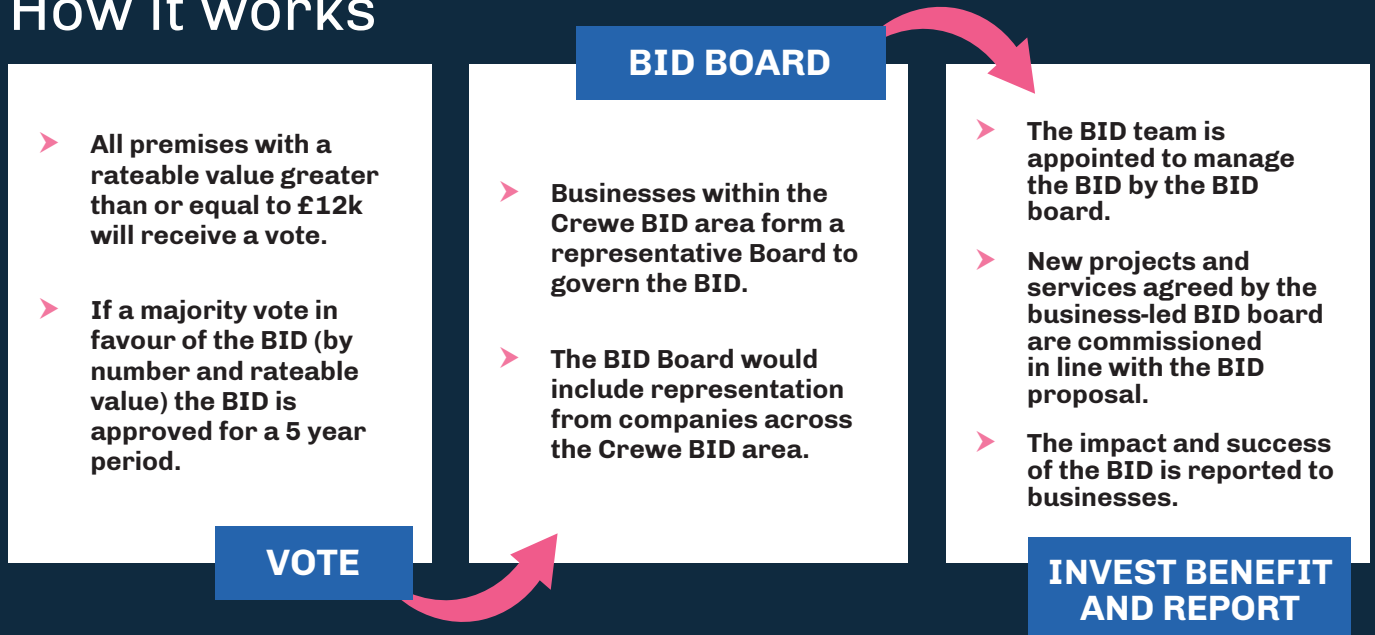 How it works
All premises with a
rateable value greater
than or equal to £12k
will receive a vote.
If a majority vote in
favour of the BID (by
number and rateable
value) the BID is
approved for a 5 year
period.
VOTE
BID BOARD
Businesses within the
Crewe BID area form a
representative Board to
govern the BID.
The BID Board would
include representation
from companies across
the Crewe BID area.
The BID team is
appointed to manage
the BID by the BID
board.
New projects and
services agreed by the
business-led BID board
are commissioned
in line with the BID
proposal.
The impact and success
of the BID is reported to
businesses.
INVEST BENEFIT
AND REPORT